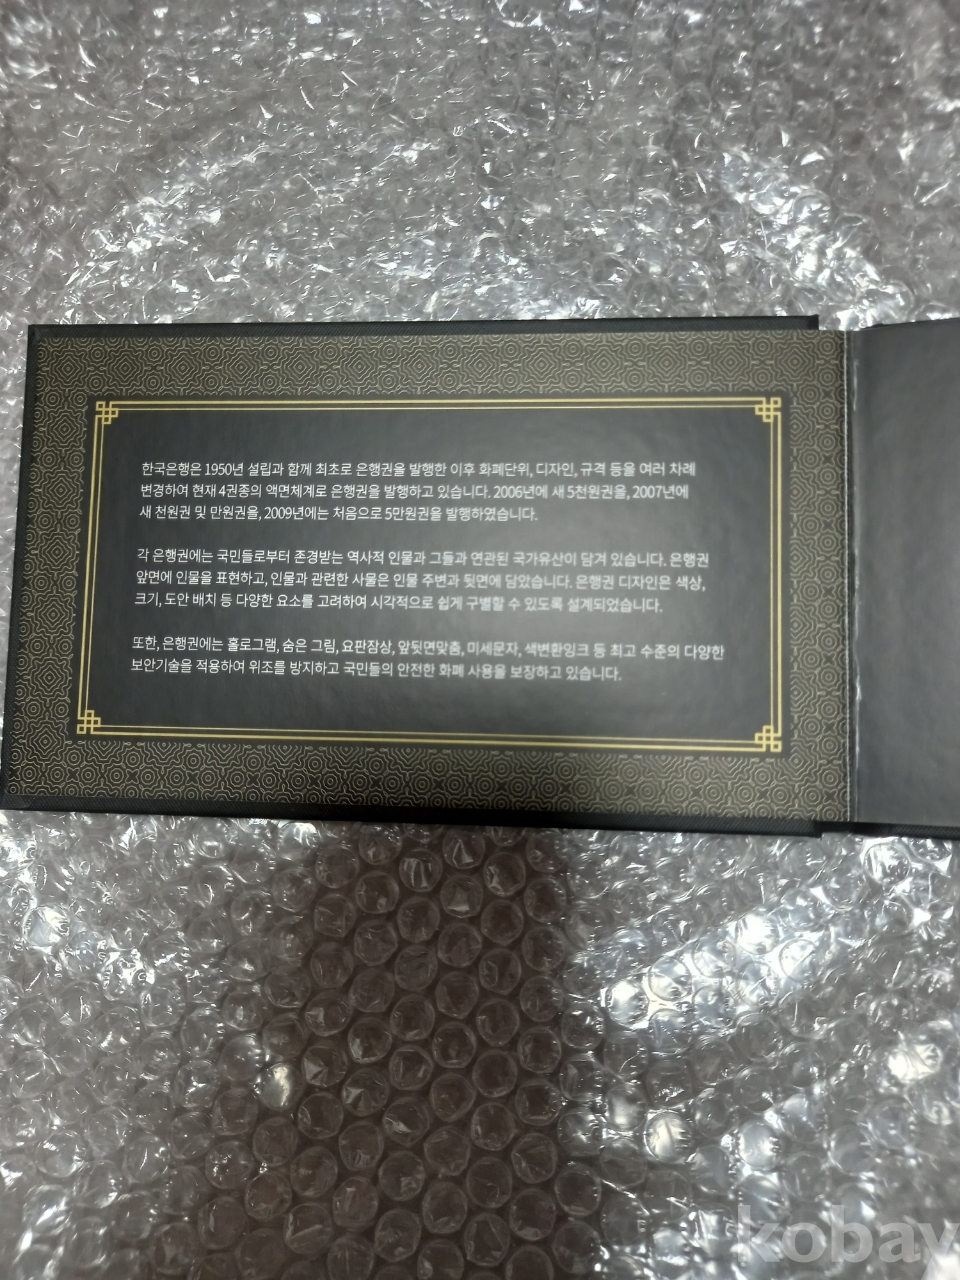 한국은행은 1950년 설립과 함께 최초로 은행권을 발행한 이후 화폐단위, 디자인, 규격 등을 여러 차례
변경하여 현재 4권종의 액면체계로 은행권을 발행하고 있습니다. 2006년에 새 5천원권을, 2007년에
새 천원권 및 만원권을, 2009년에는 처음으로 5만원권을 발행하였습니다.
각 은행권에는 국민들로부터 존경받는 역사적 인물과 그들과 연관된 국가유산이 담겨 있습니다. 은행권
앞면에 인물을 표현하고, 인물과 관련한 사물은 인물 주변과 뒷면에 담았습니다. 은행권 디자인은 색상,
크기, 도안 배치 등 다양한 요소를 고려하여 시각적으로 쉽게 구별할 수 있도록 설계되었습니다.
또한, 은행권에는 홀로그램, 숨은 그림, 요판잠상, 앞뒷면맞춤, 미세문자, 색변환잉크 등 최고 수준의 다양한
보안기술을 적용하여 위조를 방지하고 국민들의 안전한 화폐 사용을 보장하고 있습니다.
kobay